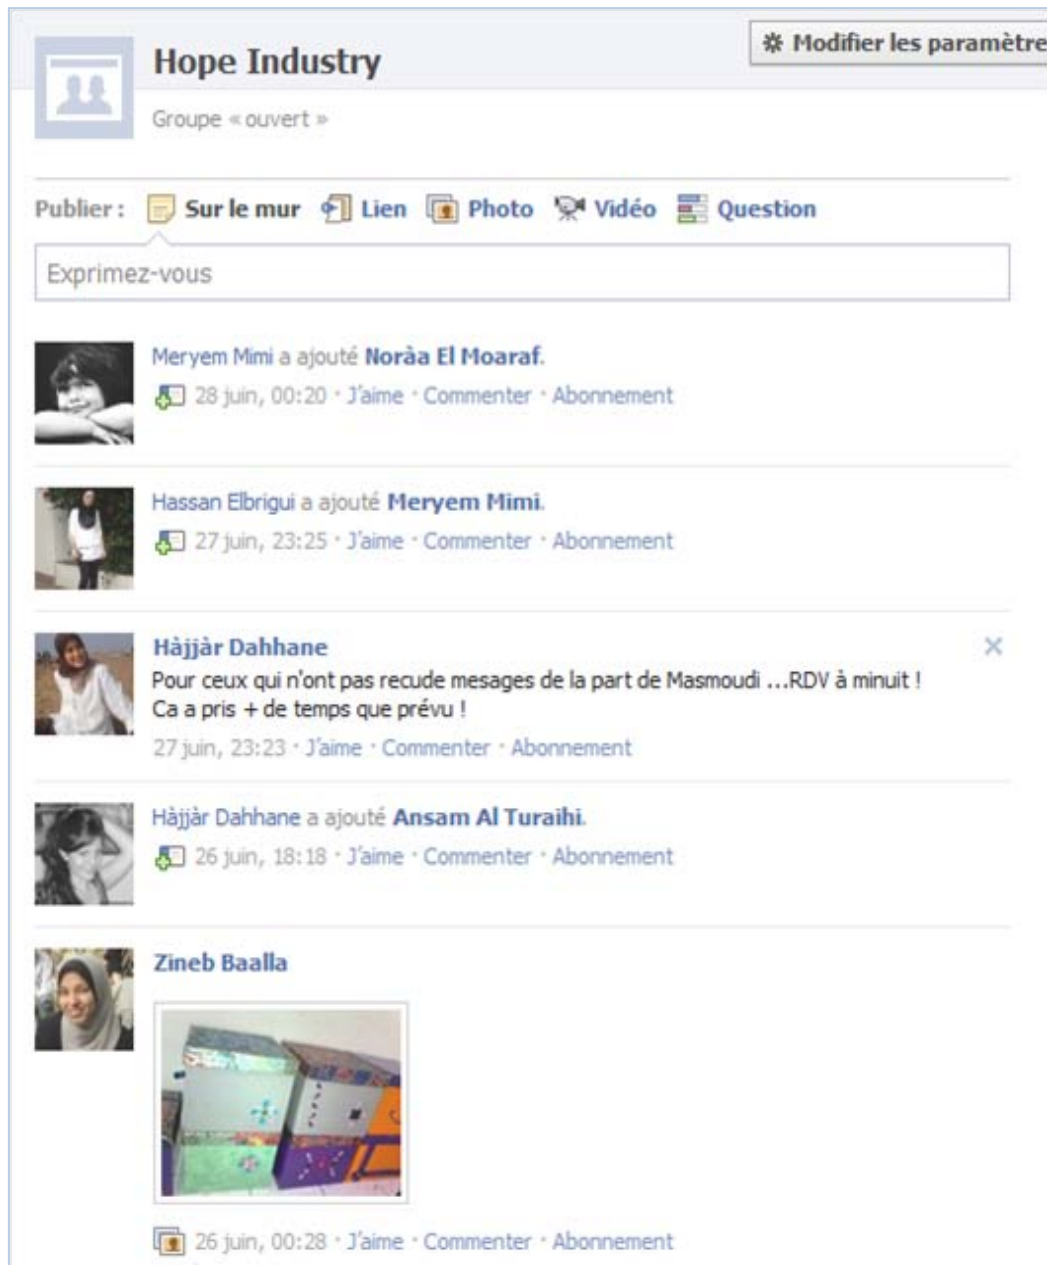 Hope Industry
Modifier les paramètre
Groupe « ouvert »
Publier : Sur le mur Lien Photo Vidéo Question
Exprimez-vous
Meryem Mimi a ajouté Noràa El Moaraf.
28 juin, 00:20 · J'aime · Commenter · Abonnement
Hassan Elbrigui a ajouté Meryem Mimi.
27 juin, 23:25 · J'aime · Commenter · Abonnement
Hàjjàr Dahhane
Pour ceux qui n'ont pas recude mesages de la part de Masmoudi ...RDV à minuit !
Ca a pris + de temps que prévu !
27 juin, 23:23 · J'aime · Commenter · Abonnement
Hàjjàr Dahhane a ajouté Ansam Al Turaihi.
26 juin, 18:18 · J'aime · Commenter · Abonnement
Zineb Baalla
26 juin, 00:28 · J'aime · Commenter · Abonnement